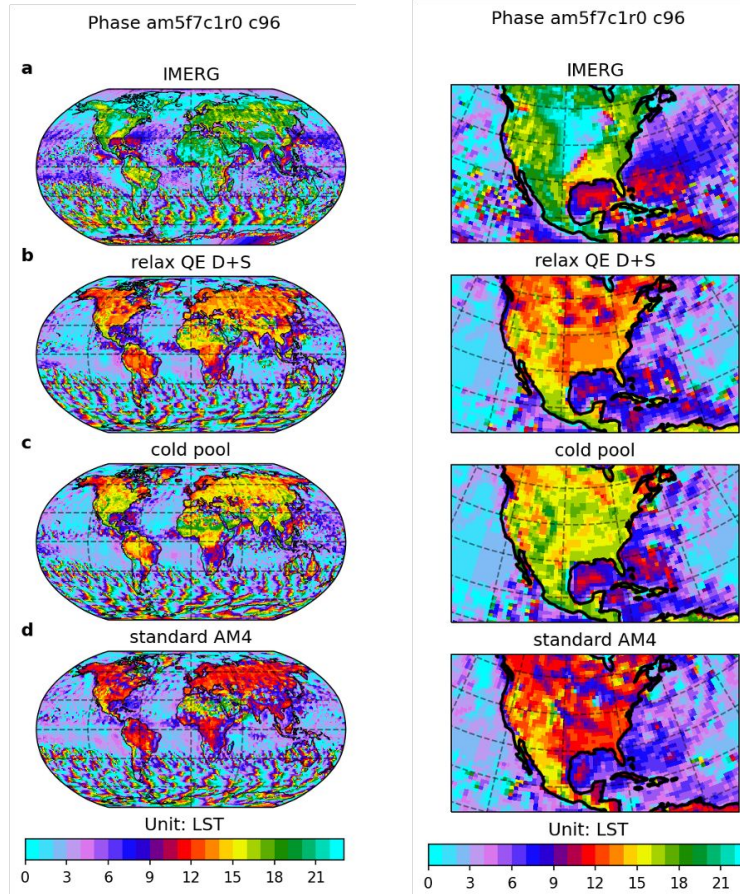 Phase am5f7c1r0 c96
a
IMERG
b
relax QE D+S
c
cold pool
d
standard AM4
Unit: LST
0 3 6 9 12 15 18 21
Phase am5f7c1r0 c96
IMERG
relax QE D+S
cold pool
standard AM4
Unit: LST
0 3 6 9 12 15 18 21